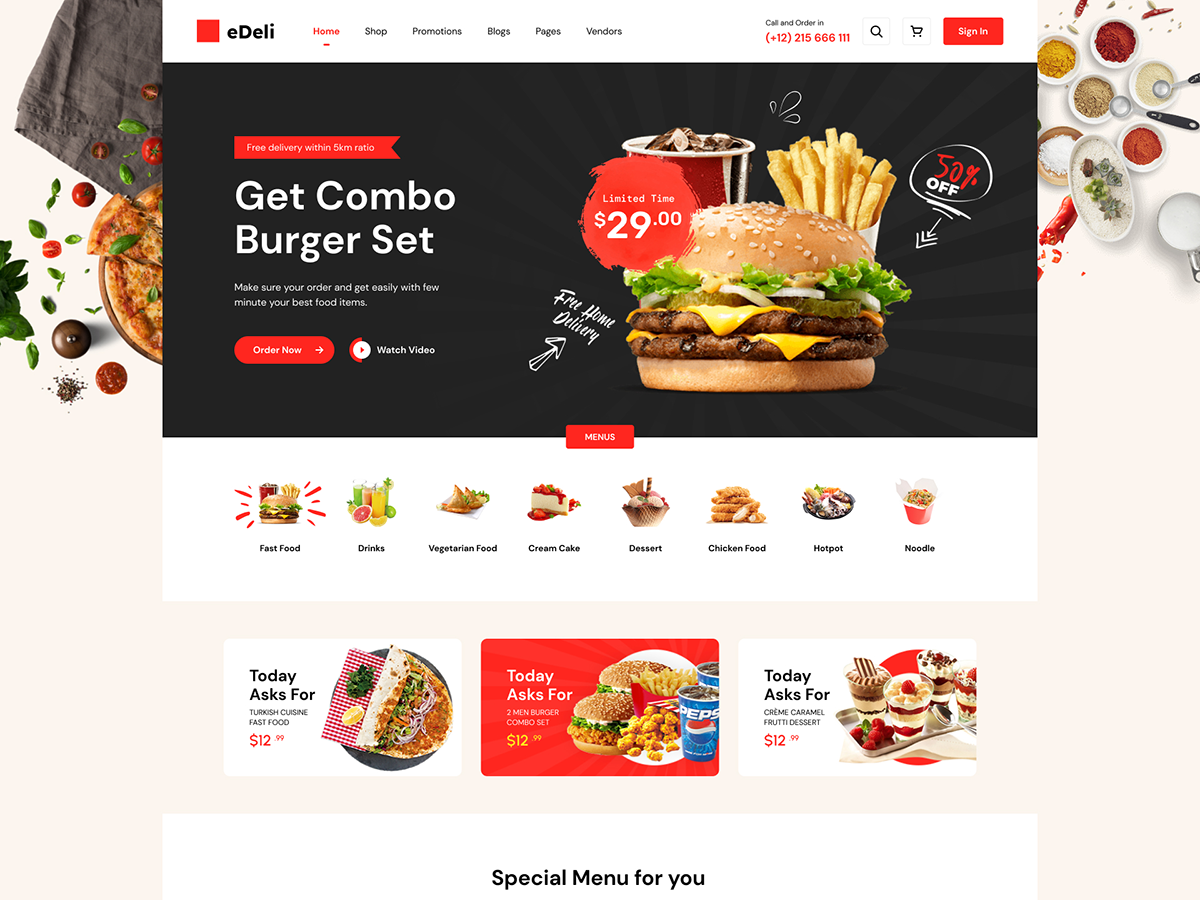 eDeli
Home
Shop
Promotions
Blogs
Pages
Vendors
Call and Order in
(+12) 215 666 111
Sign In
Free delivery within 5km ratio
Get Combo
Burger Set
Make sure your order and get easily with few
minute your best food items.
Order Now
Watch Video
Limited Time
$29.00
50%
OFF
Free Home
Delivery
MENUS
Fast Food
Drinks
Vegetarian Food
Cream Cake
Dessert
Chicken Food
Hotpot
Noodle
Today
Asks For
TURKISH CUISINE
FAST FOOD
$12 .99
Today
Asks For
2 MEN BURGER
COMBO SET
$12 .99
PEPS
Today
Asks For
CRÈME CARAMEL
FRUTTI DESSERT
$12 .99
Special Menu for you